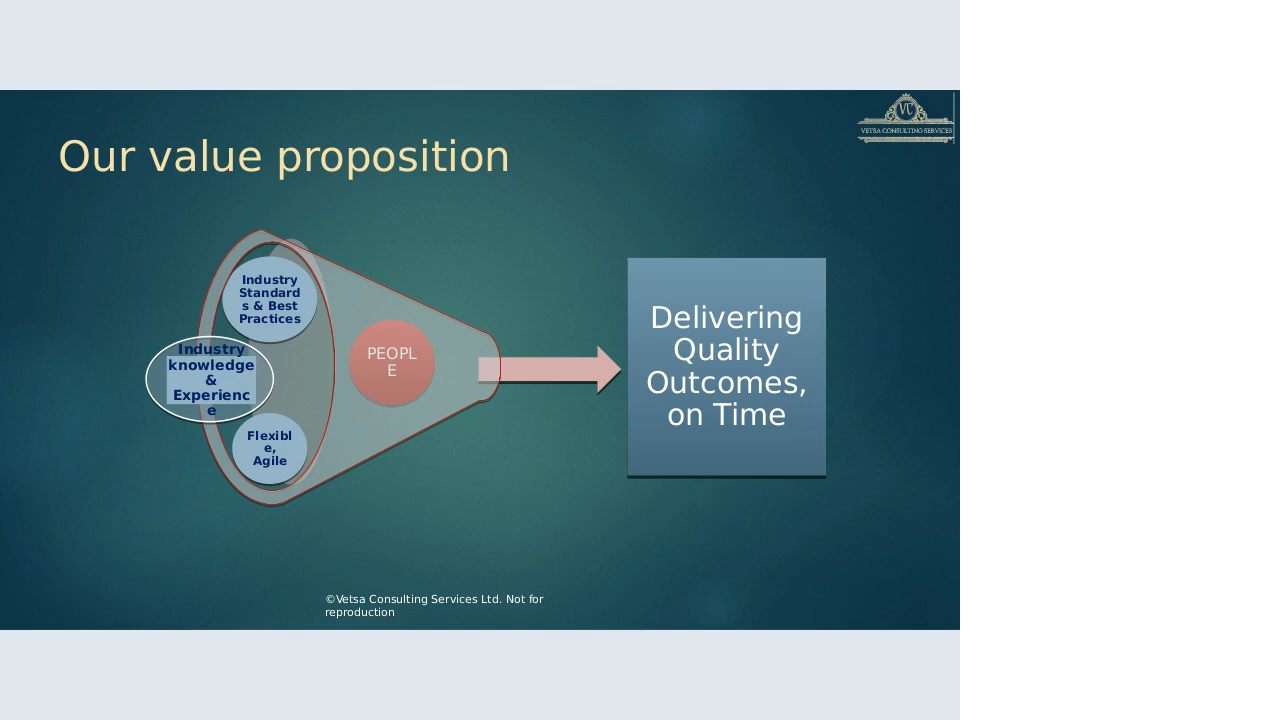 VC
VETSA CONSULTING SERVICES
Our value proposition
Industry
Standard
s & Best
Practices
Industry
knowledge
&
Experienc
e
Flexibl
e,
Agile
PEOPL
E
Delivering
Quality
Outcomes,
on Time
©Vetsa Consulting Services Ltd. Not for
reproduction